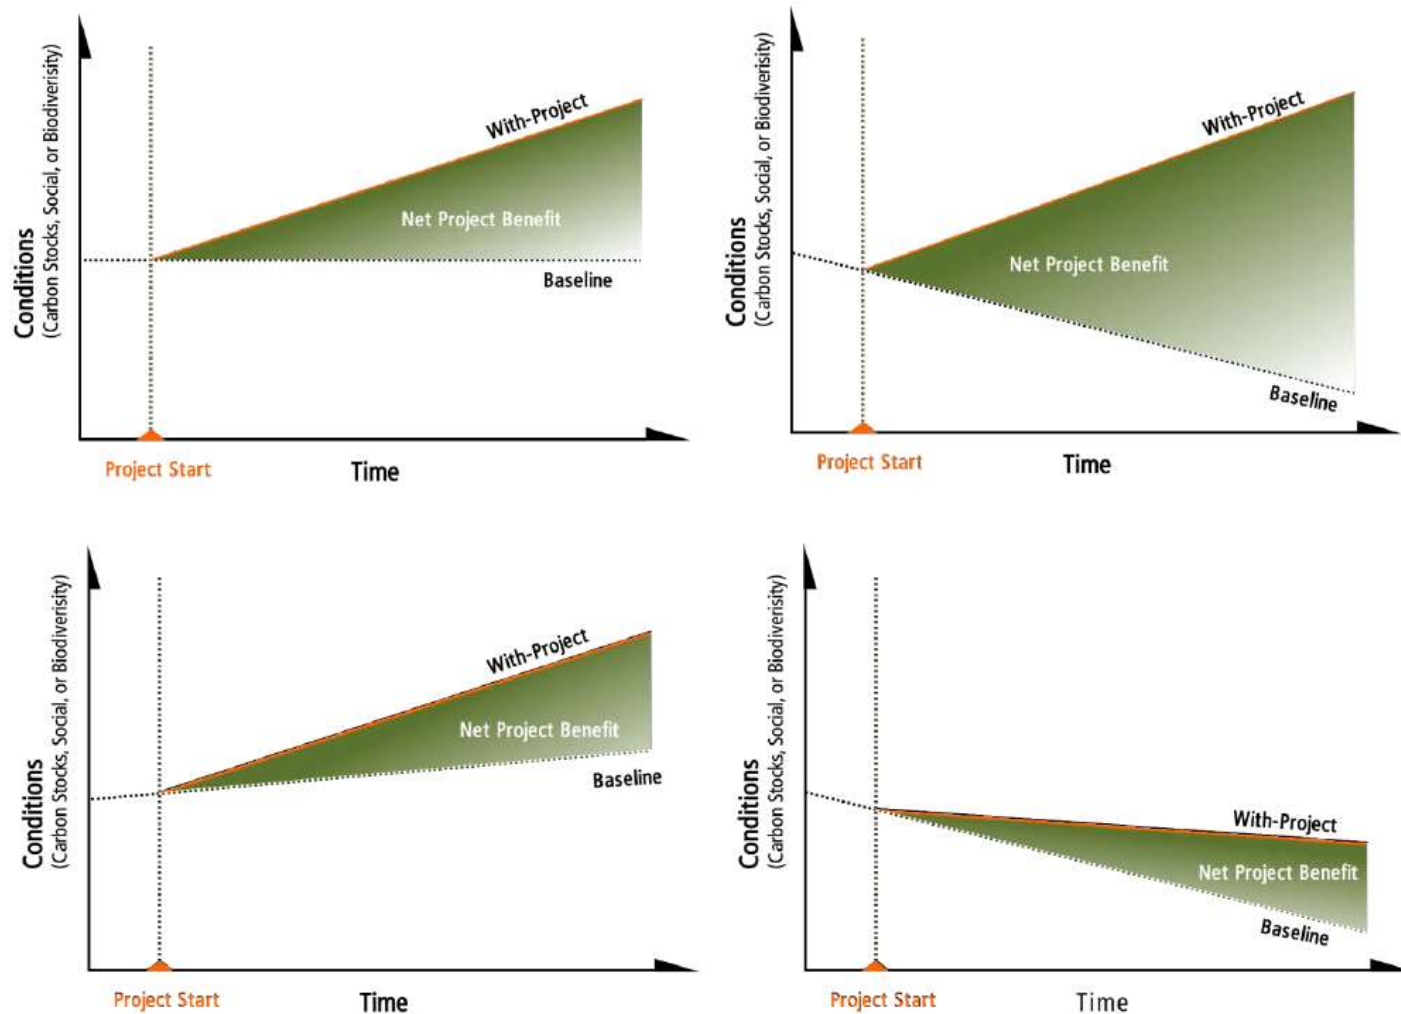 Conditions
(Carbon Stocks, Social, or Biodiverisity)
With-Project
Net Project Benefit
Baseline
Project Start
Time
Conditions
(Carbon Stocks, Social, or Biodiverisity)
With-Project
Net Project Benefit
Baseline
Project Start
Time
Conditions
(Carbon Stocks, Social, or Biodiverisity)
With-Project
Net Project Benefit
Baseline
Project Start
Time
Conditions
(Carbon Stocks, Social, or Biodiverisity)
With-Project
Net Project Benefit
Baseline
Project Start
Time